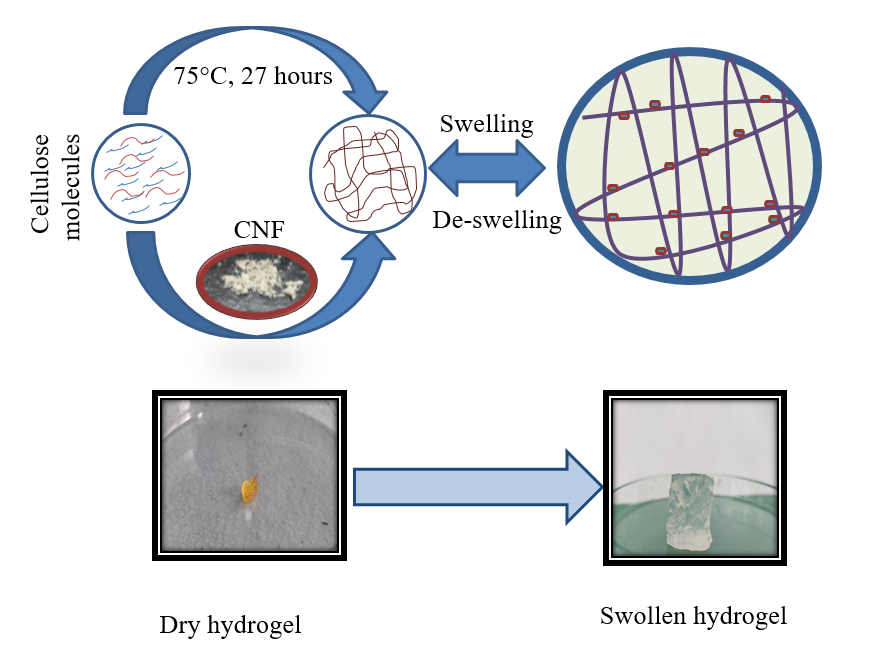 75°C, 27 hours
Cellulose
molecules
CNF
Swelling
De-swelling
Dry hydrogel
Swollen hydrogel